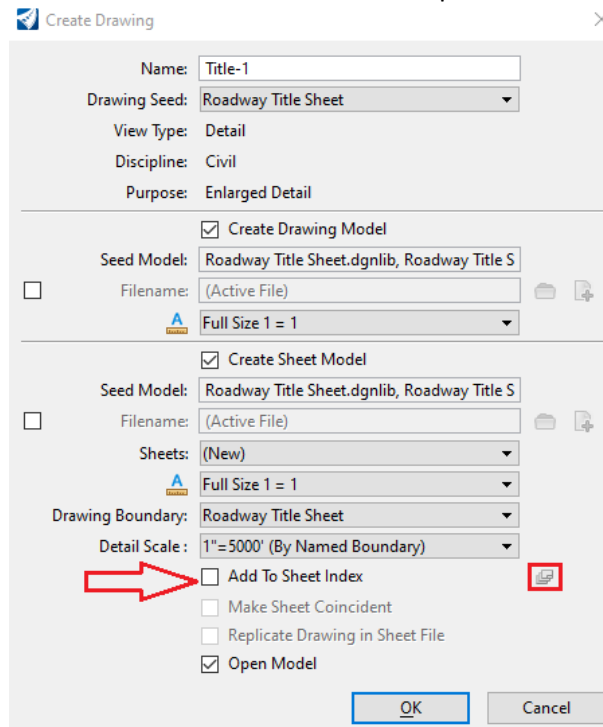 Create Drawing
Name: Title-1
Drawing Seed: Roadway Title Sheet
View Type: Detail
Discipline: Civil
Purpose: Enlarged Detail
Create Drawing Model
Seed Model: Roadway Title Sheet.dgnlib, Roadway Title S
Filename: (Active File)
A Full Size 1 = 1
Create Sheet Model
Seed Model: Roadway Title Sheet.dgnlib, Roadway Title S
Filename: (Active File)
Sheets: (New)
A Full Size 1 = 1
Drawing Boundary: Roadway Title Sheet
Detail Scale : 1"=5000' (By Named Boundary)
Add To Sheet Index
Make Sheet Coincident
Replicate Drawing in Sheet File
Open Model
OK Cancel